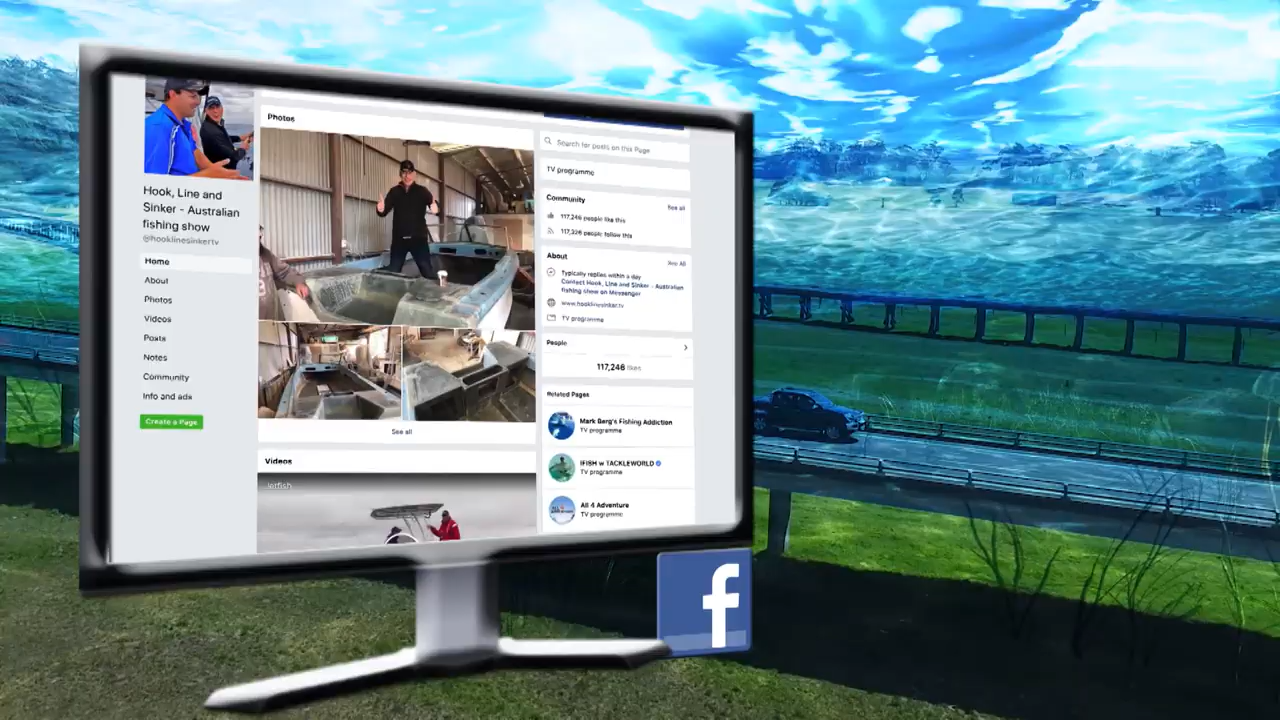 Hook, Line and
Sinker - Australian
fishing show
@hooklinesinkertv
Home
About
Photos
Videos
Posts
Notes
Community
Info and ads
Create a Page
Photos
See all
Videos
Jetfish
Search for posts on this Page
TV programme
Community
See all
117,246 people like this
117,326 people follow this
About
See All
Typically replies within a day
Contact Hook, Line and Sinker - Australian
fishing show on Messenger
www.hooklinesinker.tv
TV programme
People
117,246 likes
Related Pages
Mark Berg's Fishing Addiction
TV programme
IFISH w TACKLEWORLD
TV programme
All 4 Adventure
TV programme
f